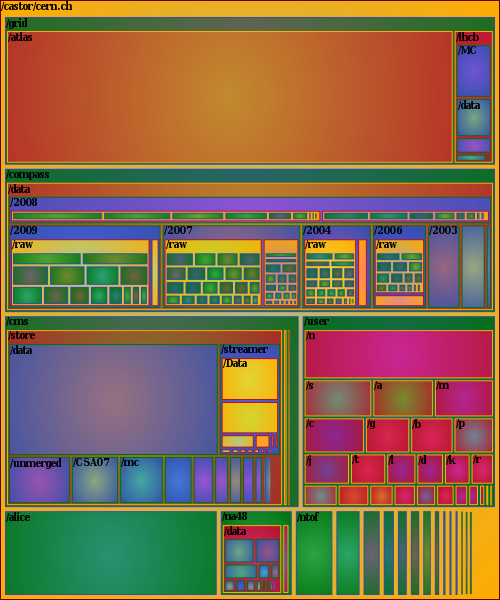 /castor/cern.ch
/grid
/atlas
/lhcb
/MC
/data
/compass
/data
/2008
/2009
/raw
/2007
/raw
/2004
/raw
/2006
/raw
/2003
/cms
/store
/data
/streamer
/Data
/unmerged
/CSA07
/mc
/user
/n
/s
/a
/m
/c
/g
/b
/p
/j
/t
/l
/d
/k
/r
/alice
/na48
/data
/ntof